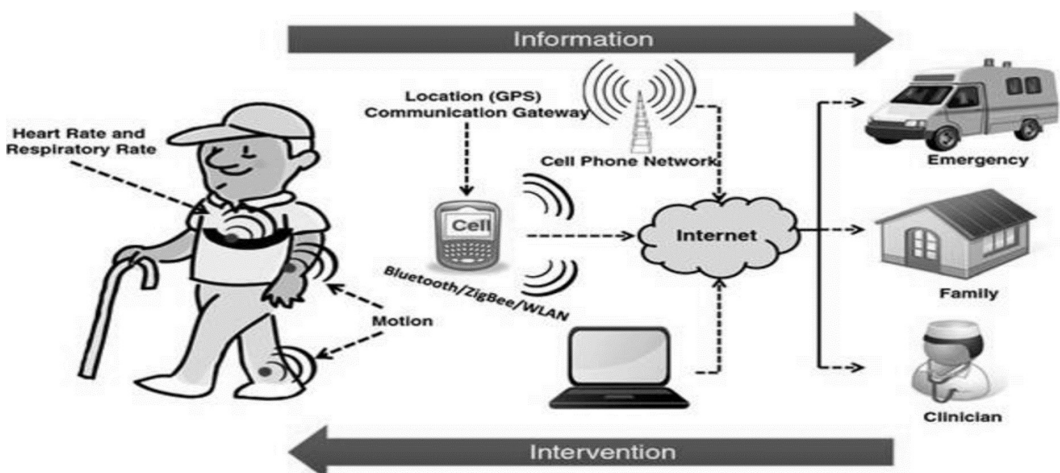 Information
Location (GPS)
Communication Gateway
Heart Rate and
Respiratory Rate
Cell Phone Network
Emergency
Cell
Internet
Bluetooth/ZigBee/WLAN
Family
Motion
Clinician
Intervention